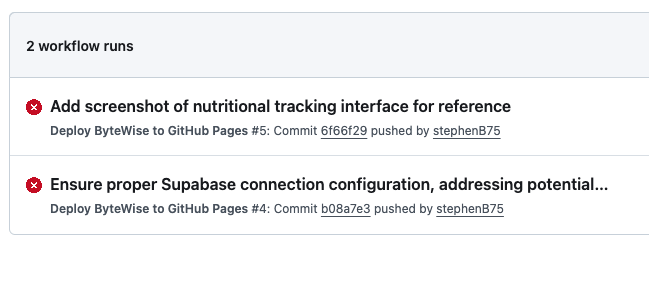 2 workflow runs
Add screenshot of nutritional tracking interface for reference
Deploy ByteWise to GitHub Pages #5: Commit 6f66f29 pushed by stephenB75
Ensure proper Supabase connection configuration, addressing potential...
Deploy ByteWise to GitHub Pages #4: Commit b08a7e3 pushed by stephenB75